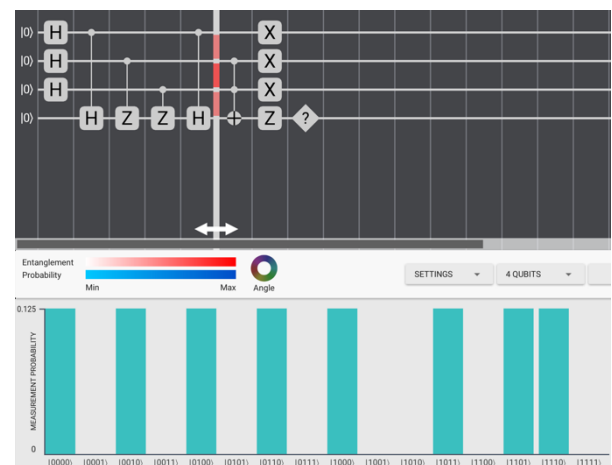 |0⟩ H X
|0⟩ H X
|0⟩ H X
|0⟩ H Z Z H Z ?
Entanglement
Probability
Min Max Angle
SETTINGS 4 QUBITS
0.125
MEASUREMENT PROBABILITY
0
|0000⟩ |0001⟩ |0010⟩ |0011⟩ |0100⟩ |0101⟩ |0110⟩ |0111⟩ |1000⟩ |1001⟩ |1010⟩ |1011⟩ |1100⟩ |1101⟩ |1110⟩ |1111⟩